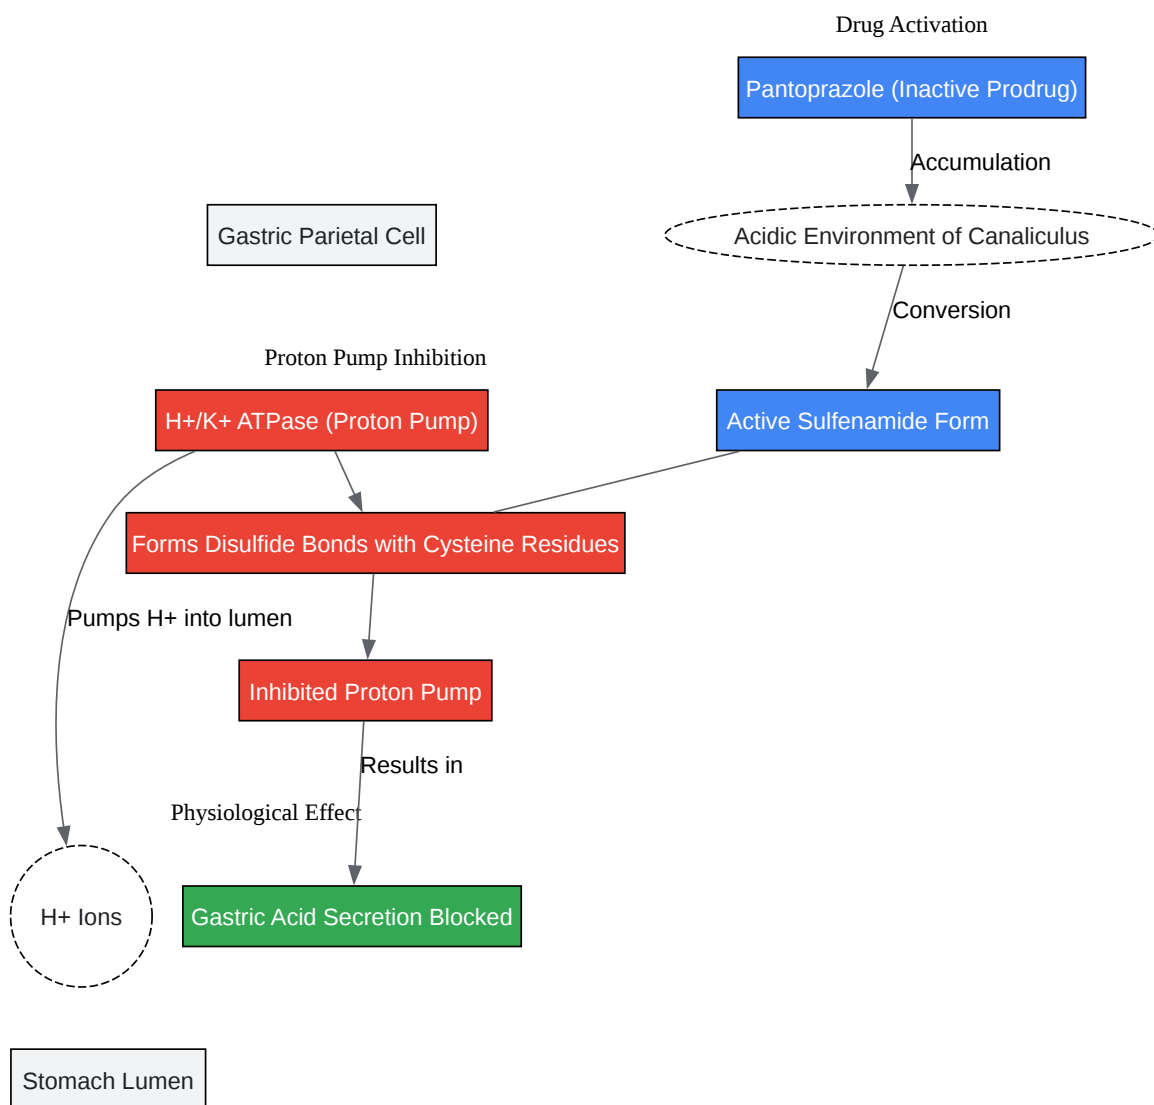 Drug Activation
Pantoprazole (Inactive Prodrug)
Accumulation
Gastric Parietal Cell
Acidic Environment of Canaliculus
Conversion
Proton Pump Inhibition
H+/K+ ATPase (Proton Pump)
Active Sulfenamide Form
Forms Disulfide Bonds with Cysteine Residues
Pumps H+ into lumen
Inhibited Proton Pump
Results in
Physiological Effect
H+ Ions
Gastric Acid Secretion Blocked
Stomach Lumen